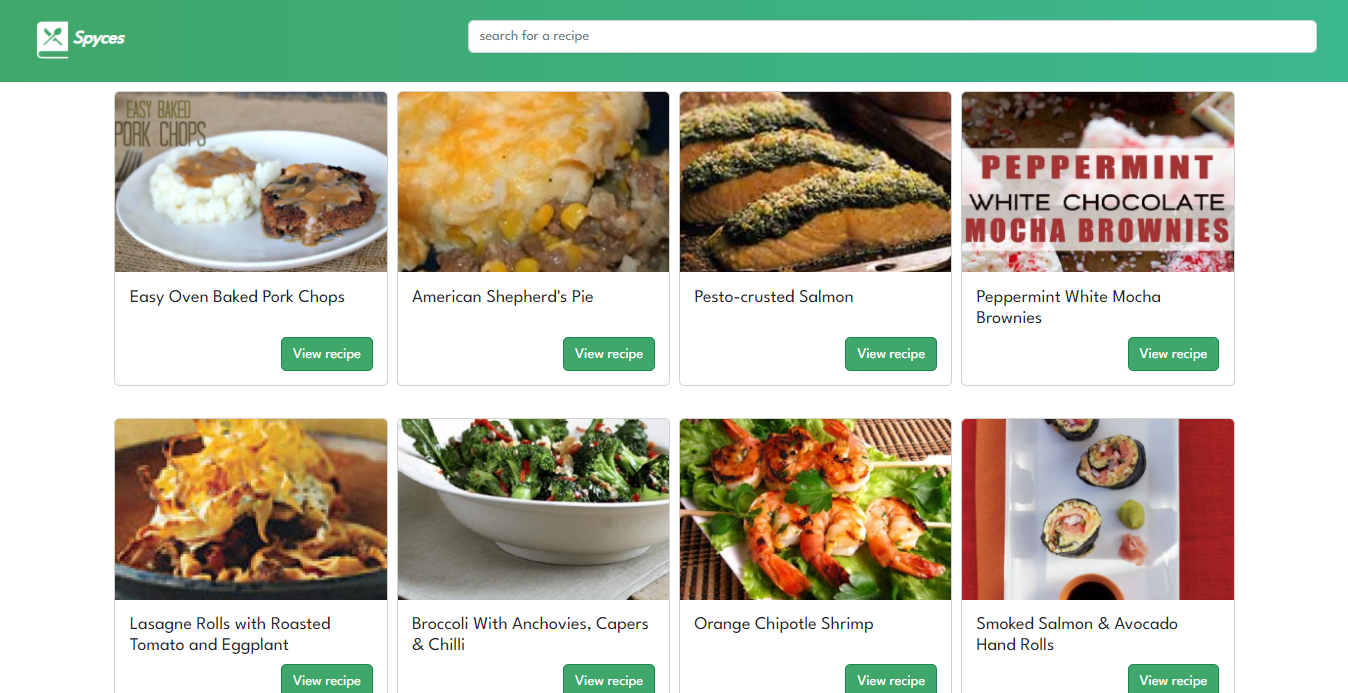 Spyces
search for a recipe
EASY BAKED
PORK CHOPS
PEPPERMINT
WHITE CHOCOLATE
MOCHA BROWNIES
Easy Oven Baked Pork Chops
American Shepherd's Pie
Pesto-crusted Salmon
Peppermint White Mocha
Brownies
View recipe
View recipe
View recipe
View recipe
Lasagne Rolls with Roasted
Tomato and Eggplant
Broccoli With Anchovies, Capers
& Chilli
Orange Chipotle Shrimp
Smoked Salmon & Avocado
Hand Rolls
View recipe
View recipe
View recipe
View recipe